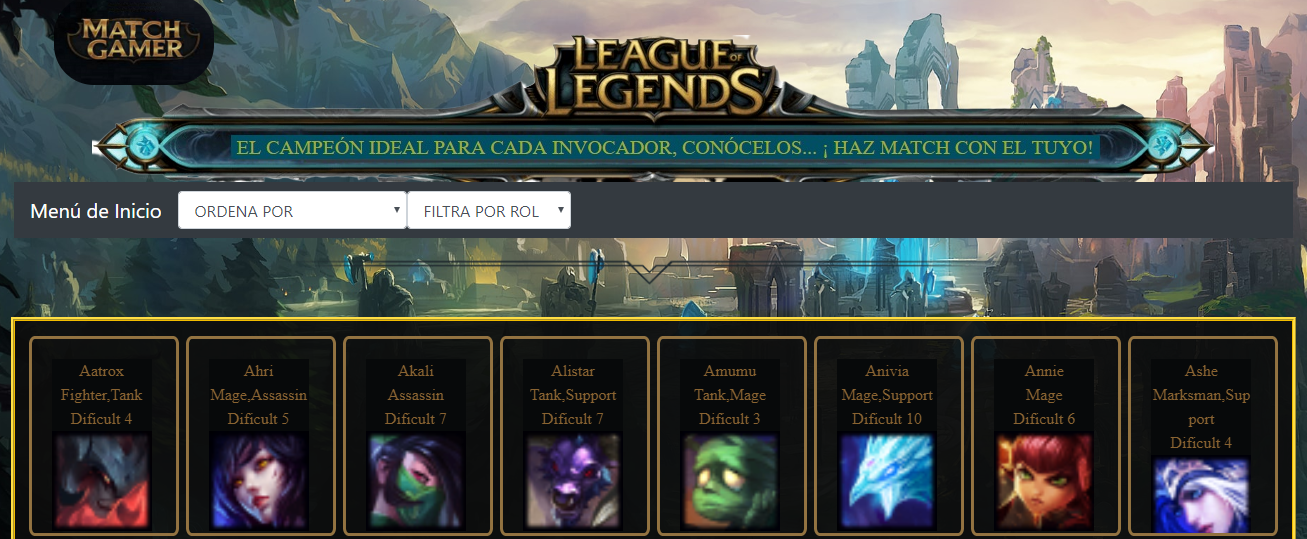 MATCH
GAMER
LEAGUE OF
LEGENDS
EL CAMPEÓN IDEAL PARA CADA INVOCADOR, CONÓCELOS... ¡ HAZ MATCH CON EL TUYO!
Menú de Inicio ORDENA POR FILTRA POR ROL
Aatrox
Fighter,Tank
Dificult 4
Ahri
Mage,Assassin
Dificult 5
Akali
Assassin
Dificult 7
Alistar
Tank,Support
Dificult 7
Amumu
Tank,Mage
Dificult 3
Anivia
Mage,Support
Dificult 10
Annie
Mage
Dificult 6
Ashe
Marksman,Sup
port
Dificult 4